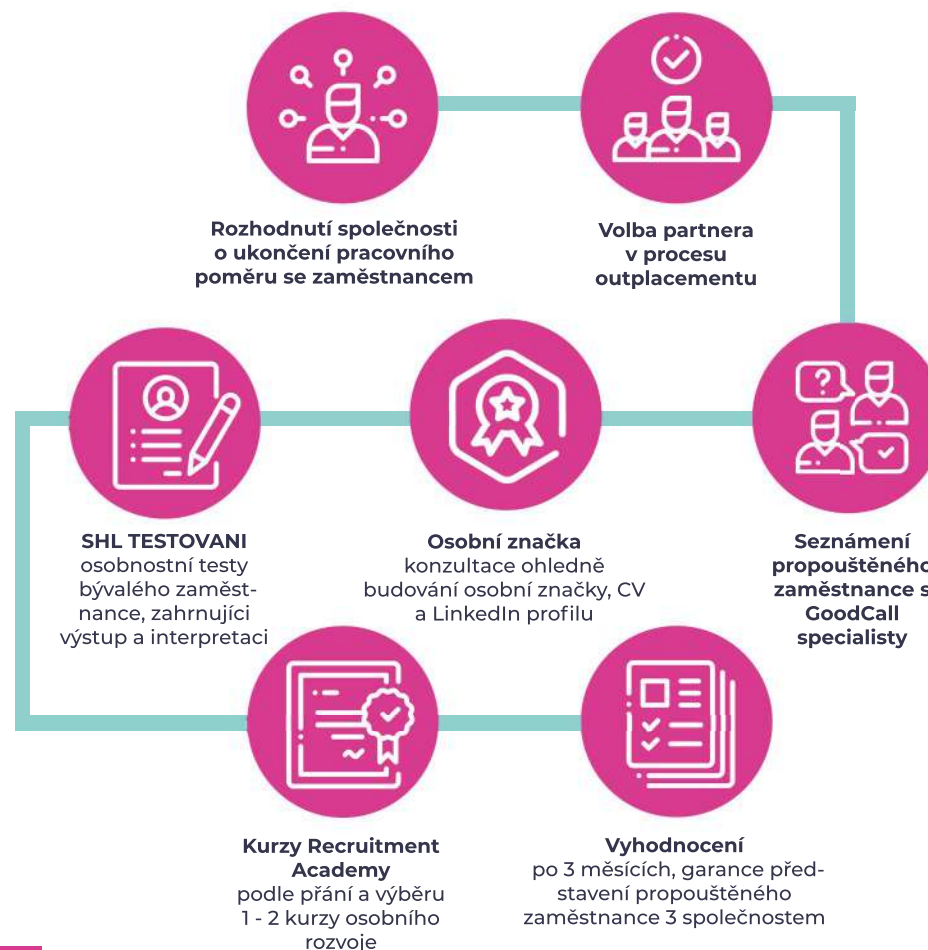 Rozhodnutí společnosti
o ukončení pracovního
poměru se zaměstnancem
Volba partnera
v procesu
outplacementu
Seznámení
propouštěného
zaměstnance s
GoodCall
specialisty
Osobní značka
konzultace ohledně
budování osobní značky, CV
a LinkedIn profilu
SHL TESTOVANI
osobnostní testy
bývalého zaměst-
nance, zahrnujíci
výstup a interpretaci
Kurzy Recruitment
Academy
podle přání a výběru
1 - 2 kurzy osobního
rozvoje
Vyhodnocení
po 3 měsících, garance před-
stavení propouštěného
zaměstnance 3 společnostem